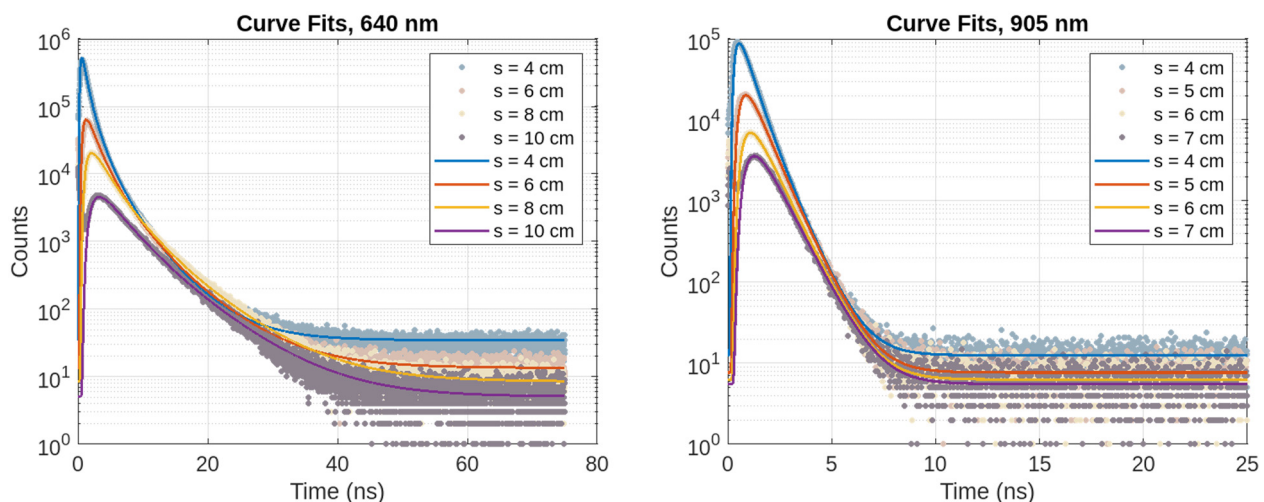 Curve Fits, 640 nm
10^6
10^5
10^4
10^3
10^2
10^1
10^0
Counts
0 20 40 60 80
Time (ns)
s = 4 cm
s = 6 cm
s = 8 cm
s = 10 cm
s = 4 cm
s = 6 cm
s = 8 cm
s = 10 cm
Curve Fits, 905 nm
10^5
10^4
10^3
10^2
10^1
10^0
Counts
0 5 10 15 20 25
Time (ns)
s = 4 cm
s = 5 cm
s = 6 cm
s = 7 cm
s = 4 cm
s = 5 cm
s = 6 cm
s = 7 cm